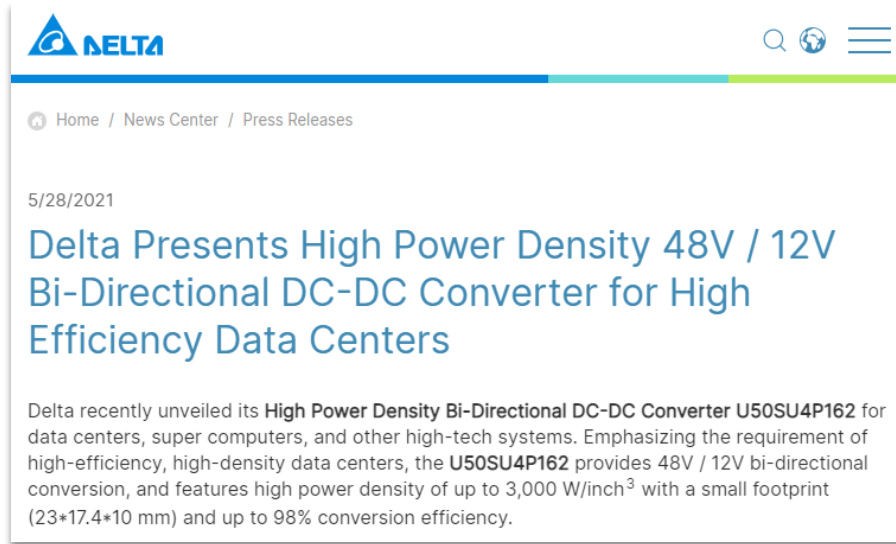 DELTA
Home / News Center / Press Releases
5/28/2021
Delta Presents High Power Density 48V / 12V
Bi-Directional DC-DC Converter for High
Efficiency Data Centers
Delta recently unveiled its High Power Density Bi-Directional DC-DC Converter U50SU4P162 for
data centers, super computers, and other high-tech systems. Emphasizing the requirement of
high-efficiency, high-density data centers, the U50SU4P162 provides 48V / 12V bi-directional
conversion, and features high power density of up to 3,000 W/inch³ with a small footprint
(23*17.4*10 mm) and up to 98% conversion efficiency.